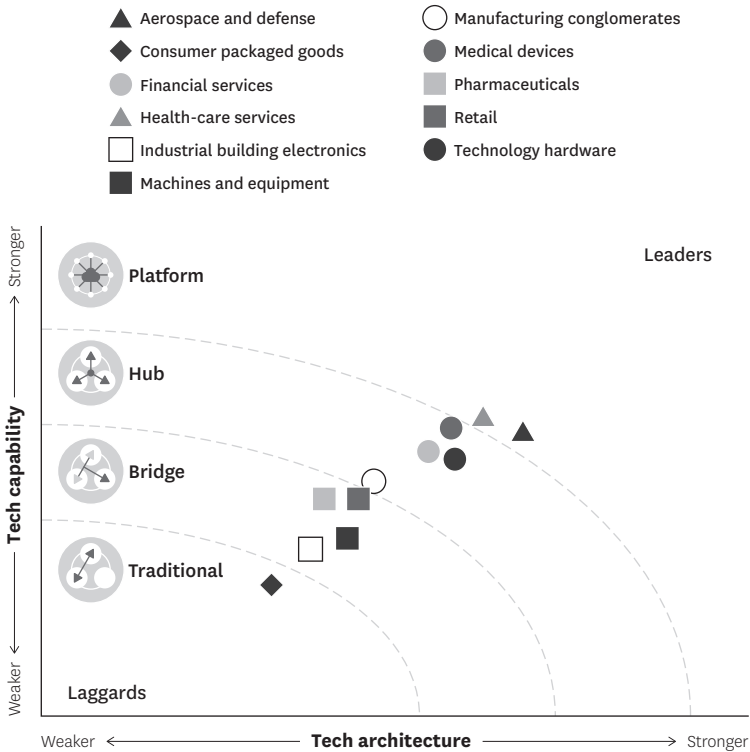 Aerospace and defense
Consumer packaged goods
Financial services
Health-care services
Industrial building electronics
Machines and equipment
Manufacturing conglomerates
Medical devices
Pharmaceuticals
Retail
Technology hardware
Stronger
Tech capability
Weaker
Leaders
Platform
Hub
Bridge
Traditional
Laggards
Weaker
Tech architecture
Stronger